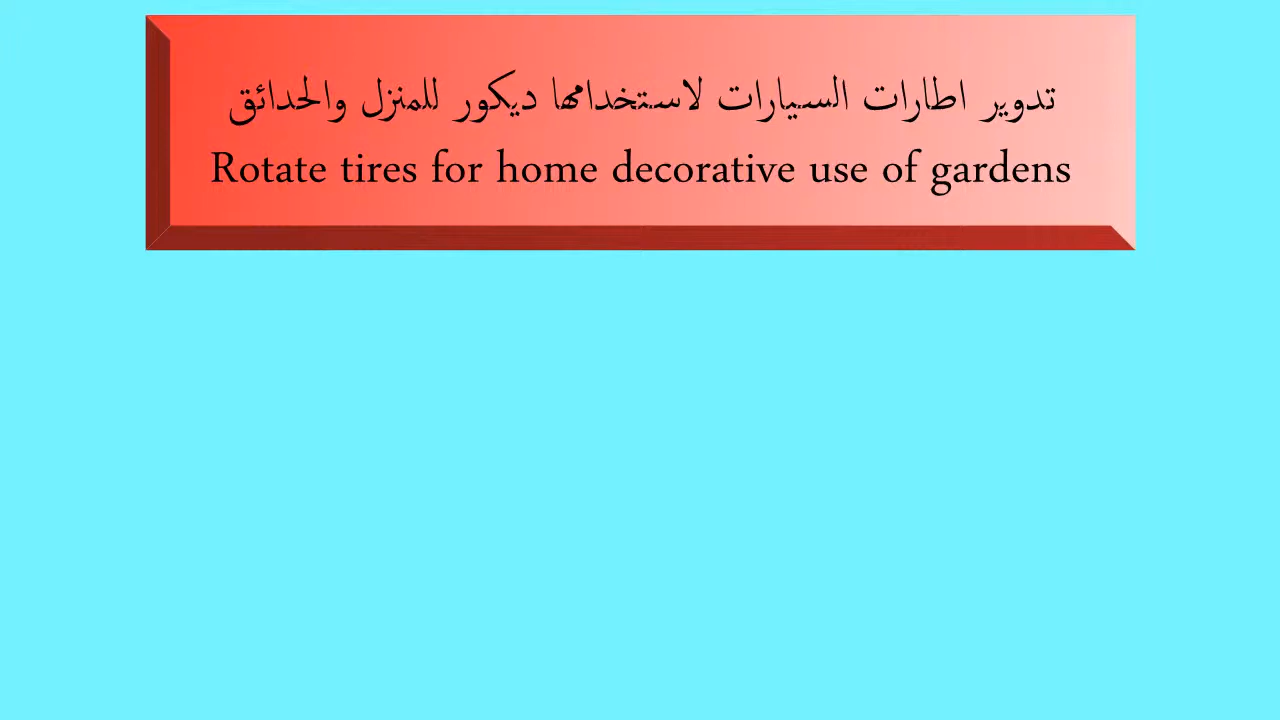 تدوير اطارات السيارات لاستخدامها ديكور للمنزل والحدائق
Rotate tires for home decorative use of gardens